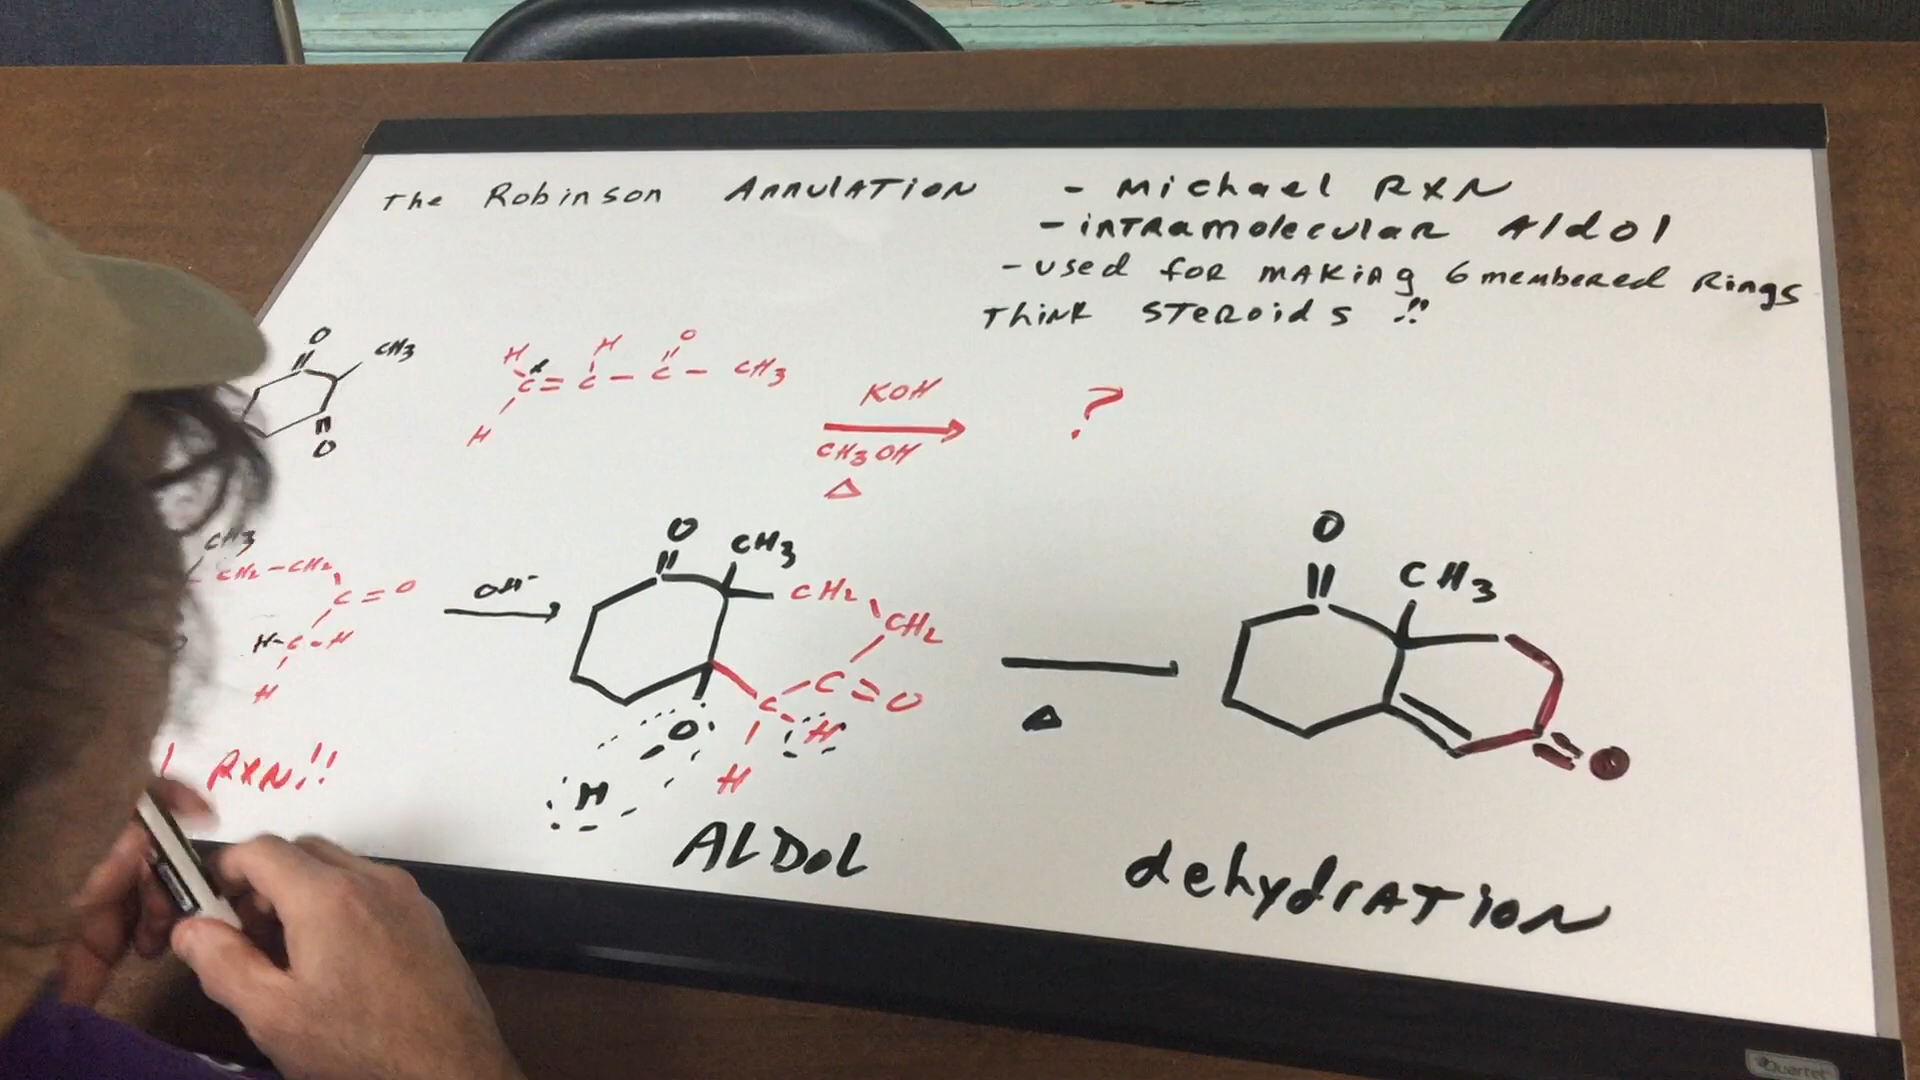 The Robinson Annulation
- Michael RXN
- intramolecular Aldol
- used for making 6 membered Rings
Think Steroids !!
O
CH3
O
H H O
C = C - C - CH3
H
KOH
CH3OH
Δ
?
CH3
CH2-CH2
C=O
H-C-H
H
RXN!!
OH-
O
CH3
CH2
CH2
C=O
C
H
O
H
H
ALDOL
Δ
O
CH3
=O
dehydration
Quartet